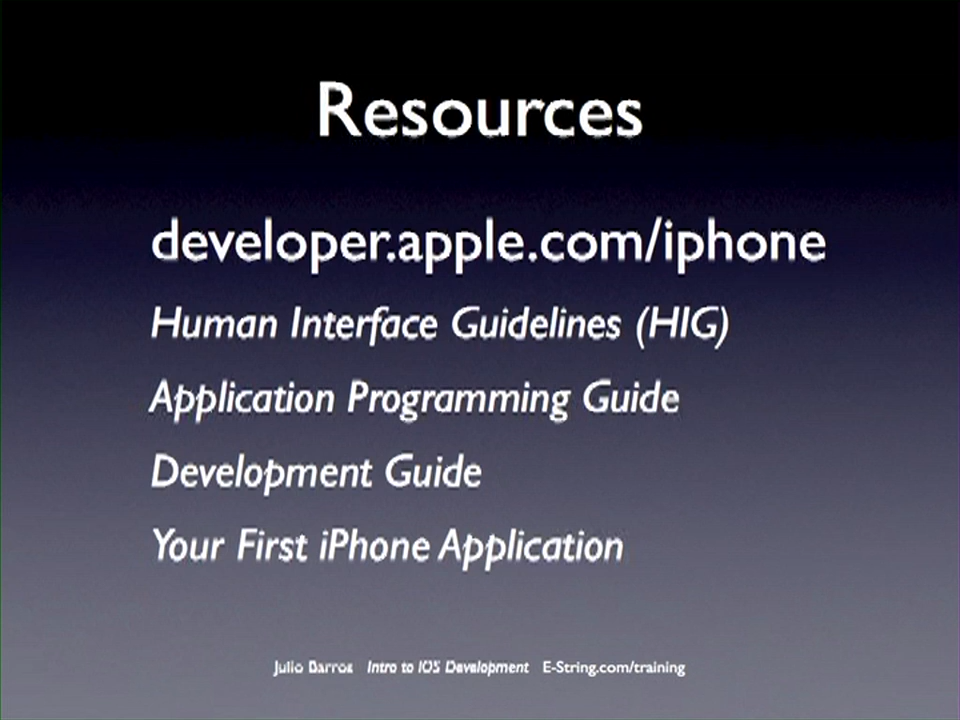 Resources
developer.apple.com/iphone
Human Interface Guidelines (HIG)
Application Programming Guide
Development Guide
Your First iPhone Application
Julio Barros Intro to IOS Development E-String.com/training